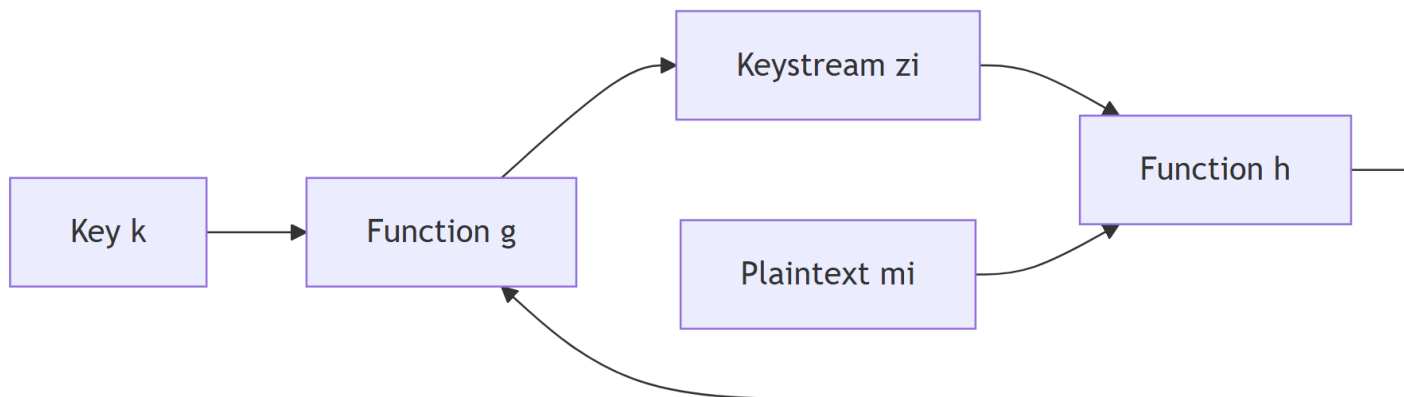 Keystream zi
Function h
Key k
Function g
Plaintext mi